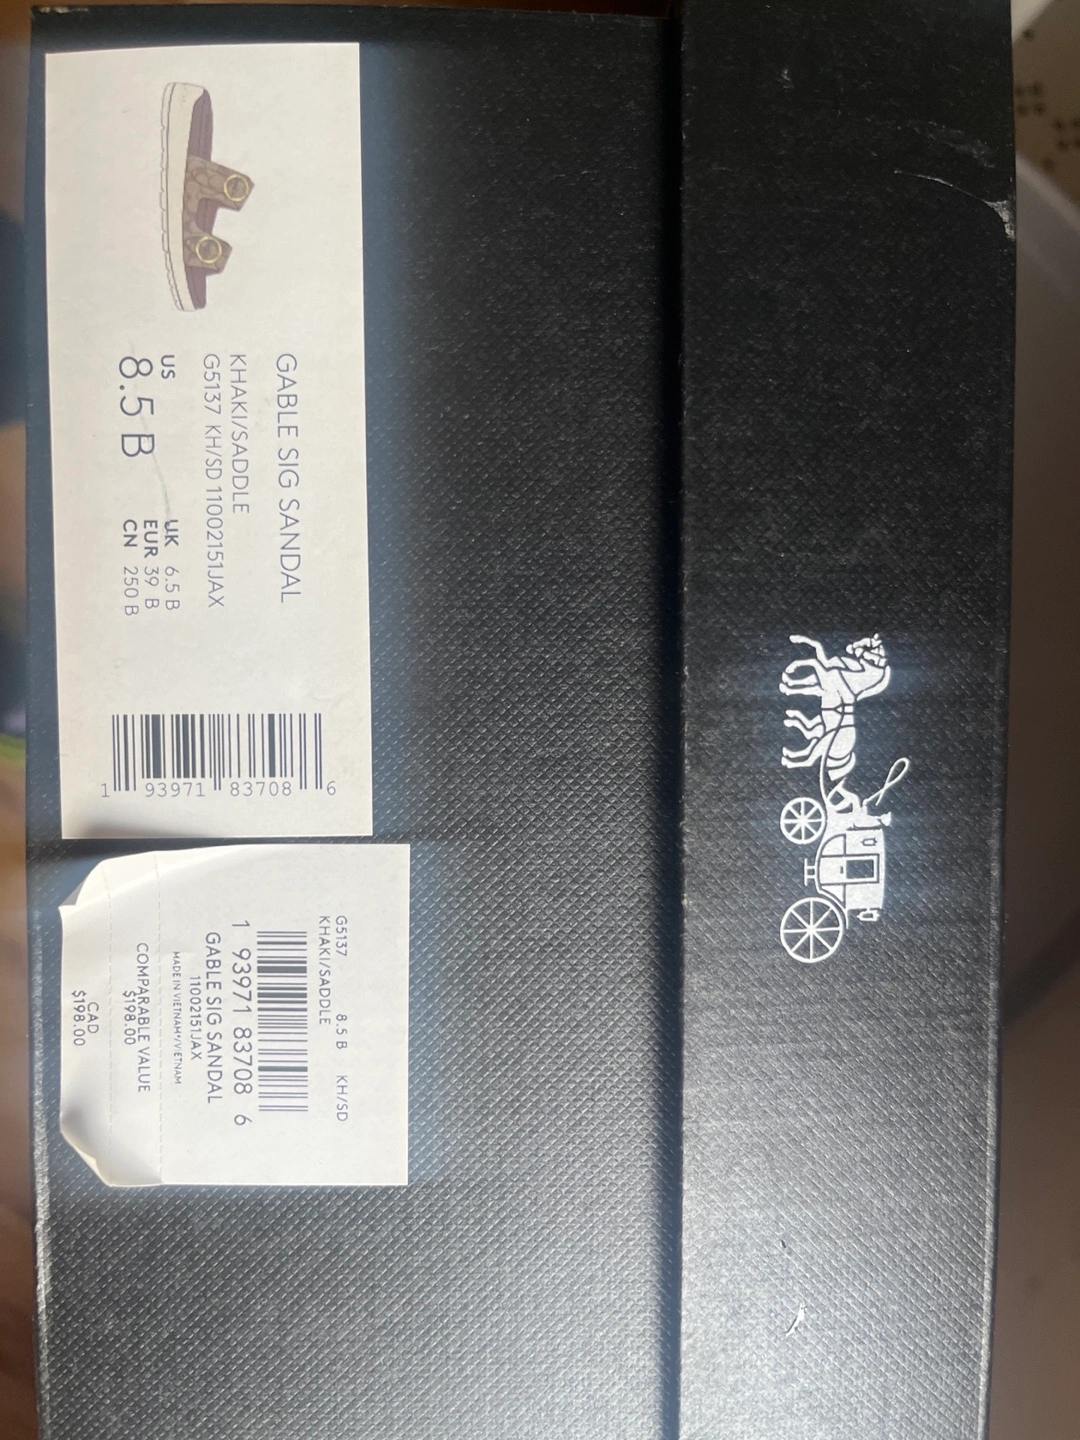 GABLE SIG SANDAL
KHAKI/SADDLE
G5137 KH/SD 11002151JAX
US
8.5 B
UK 6.5 B
EUR 39 B
CN 250 B
1 93971 83708 6
G5137 8.5 B KH/SD
KHAKI/SADDLE
1 93971 83708 6
GABLE SIG SANDAL
11002151JAX
MADE IN VIETNAM*/VIETNAM
COMPARABLE VALUE
$198.00
CAD
$198.00